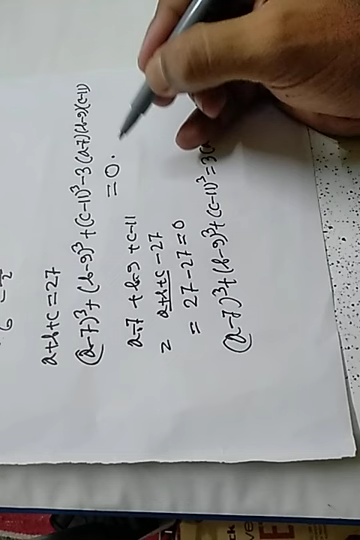 a+b+c=27
(a-7)³+(b-9)³+(c-11)³-3(a-7)(b-9)(c-11)
=0.
a-7+b-9+c-11
= a+b+c-27
= 27-27=0
(a-7)³+(b-9)³+(c-11)³=3(